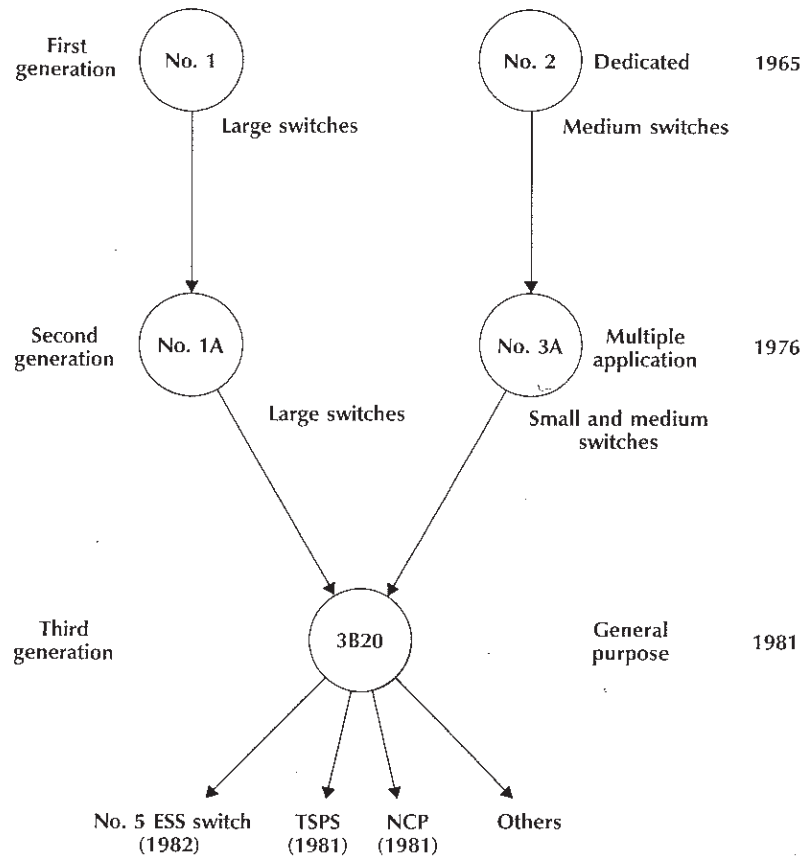 First
generation
No. 1
No. 2
Dedicated
1965
Large switches
Medium switches
Second
generation
No. 1A
No. 3A
Multiple
application
1976
Large switches
Small and medium
switches
Third
generation
3B20
General
purpose
1981
No. 5 ESS switch
(1982)
TSPS
(1981)
NCP
(1981)
Others